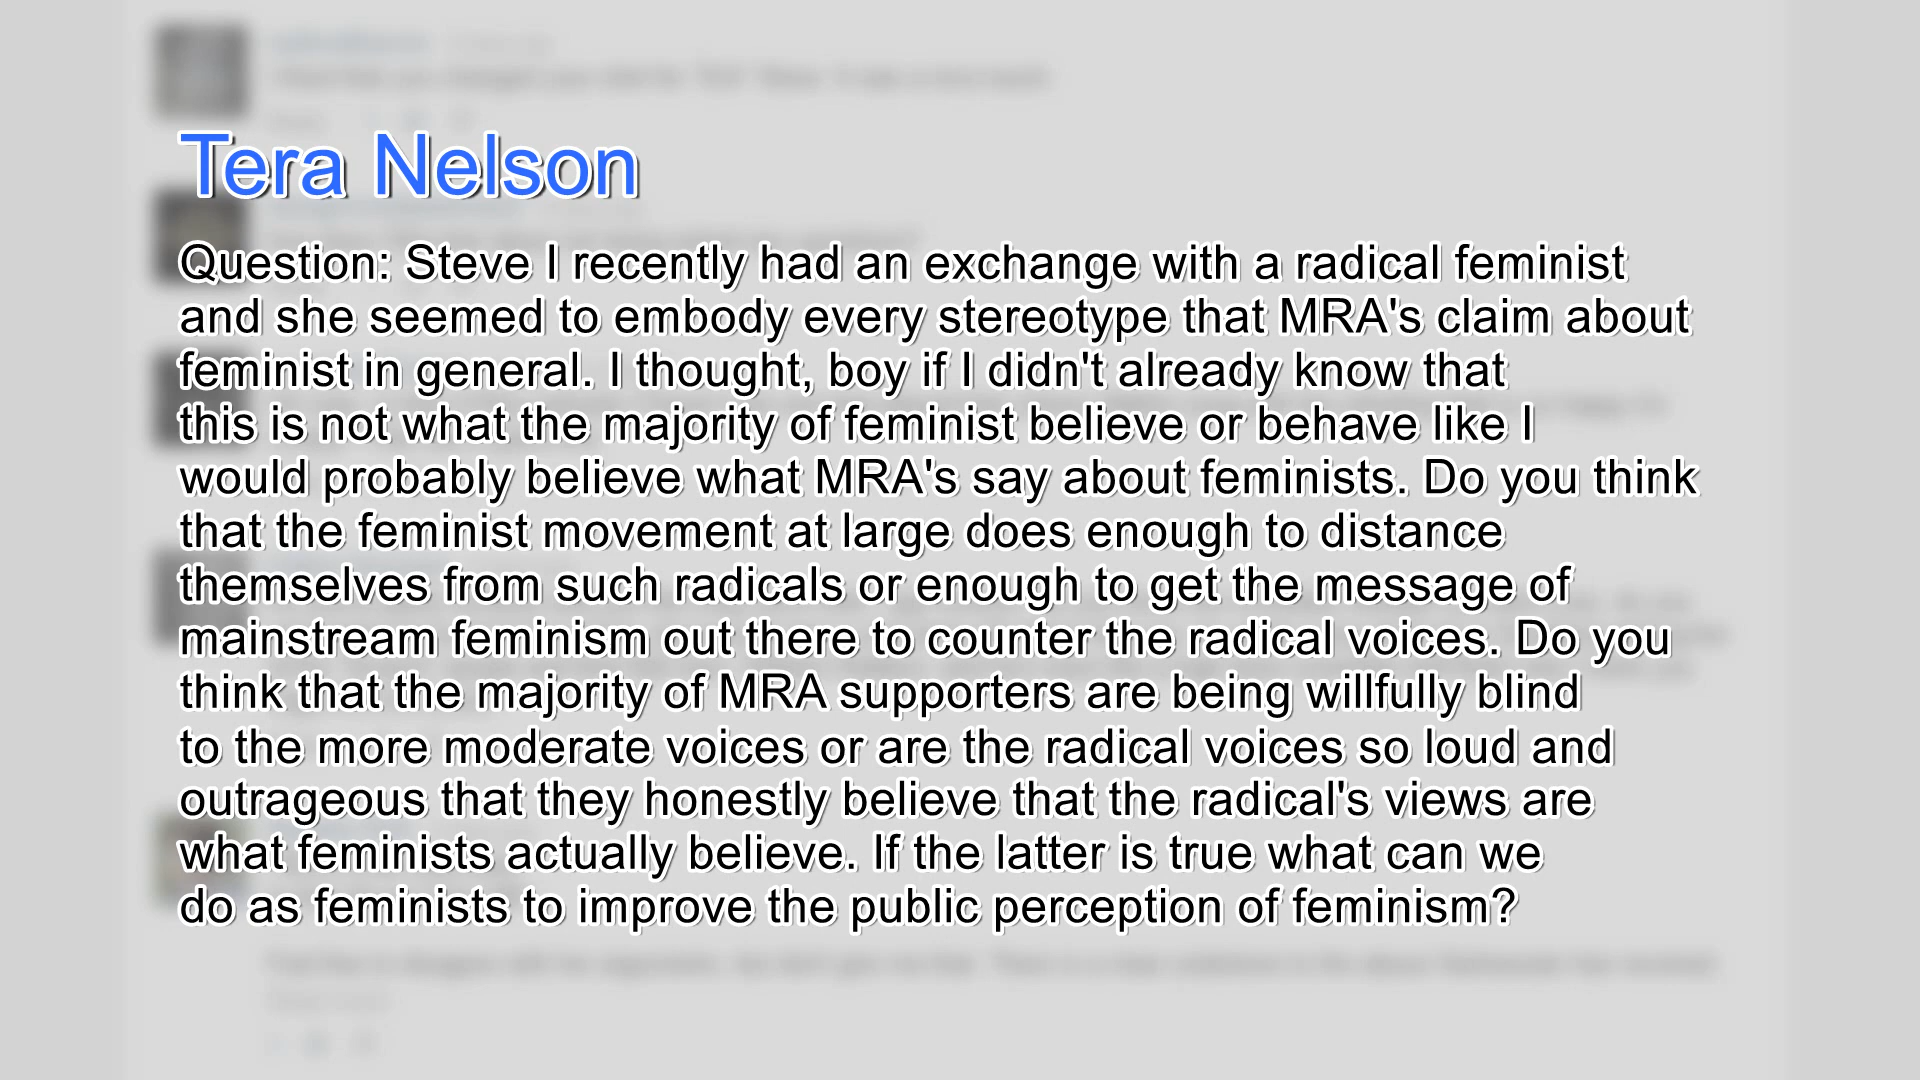 Tera Nelson
Question: Steve I recently had an exchange with a radical feminist
and she seemed to embody every stereotype that MRA's claim about
feminist in general. I thought, boy if I didn't already know that
this is not what the majority of feminist believe or behave like I
would probably believe what MRA's say about feminists. Do you think
that the feminist movement at large does enough to distance
themselves from such radicals or enough to get the message of
mainstream feminism out there to counter the radical voices. Do you
think that the majority of MRA supporters are being willfully blind
to the more moderate voices or are the radical voices so loud and
outrageous that they honestly believe that the radical's views are
what feminists actually believe. If the latter is true what can we
do as feminists to improve the public perception of feminism?